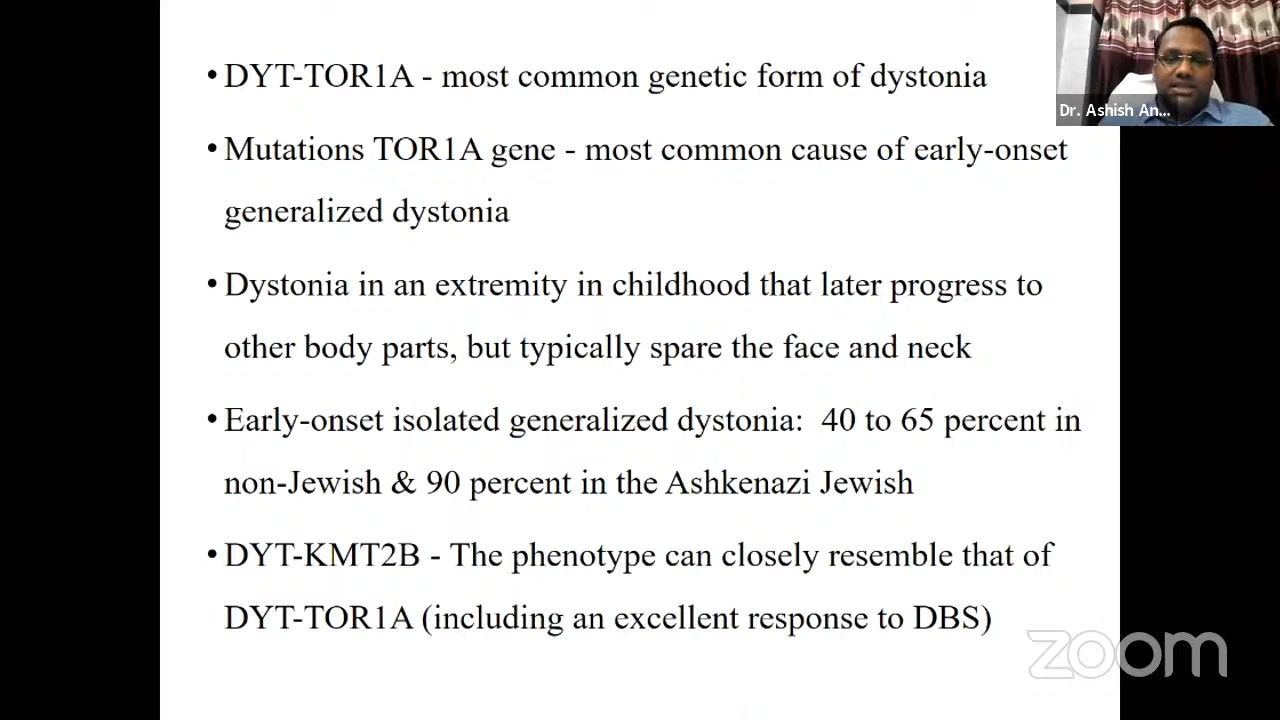 • DYT-TOR1A - most common genetic form of dystonia
Dr. Ashish An...
• Mutations TOR1A gene - most common cause of early-onset
generalized dystonia
• Dystonia in an extremity in childhood that later progress to
other body parts, but typically spare the face and neck
• Early-onset isolated generalized dystonia:  40 to 65 percent in
non-Jewish & 90 percent in the Ashkenazi Jewish
• DYT-KMT2B - The phenotype can closely resemble that of
DYT-TOR1A (including an excellent response to DBS)
zoom